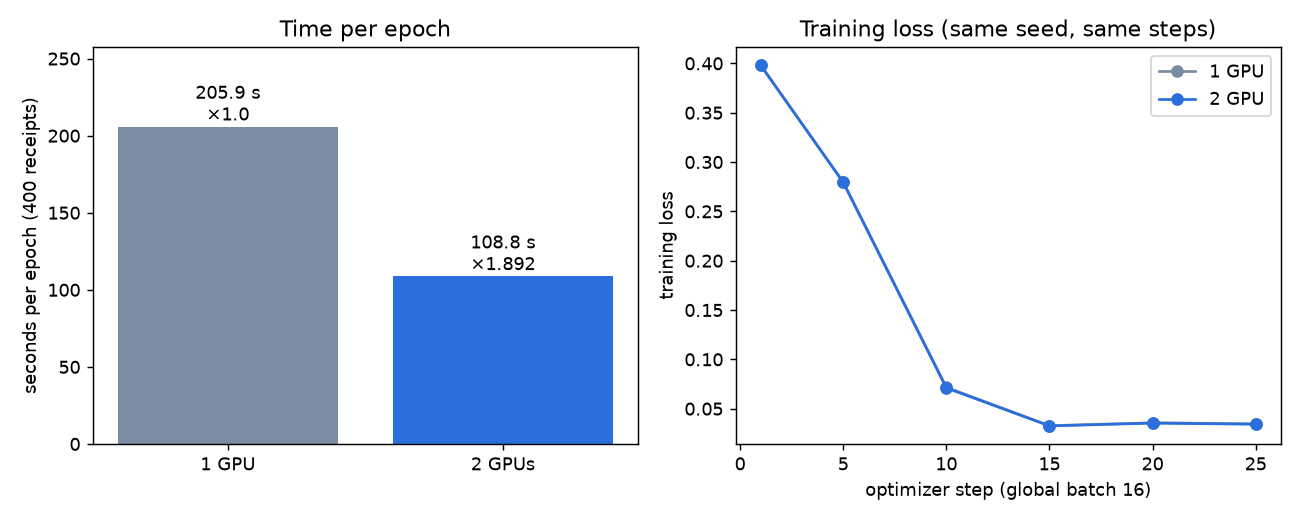 Time per epoch
seconds per epoch (400 receipts)
250
200
150
100
50
0
205.9 s
×1.0
108.8 s
×1.892
1 GPU
2 GPUs
Training loss (same seed, same steps)
training loss
0.40
0.35
0.30
0.25
0.20
0.15
0.10
0.05
1 GPU
2 GPU
0
5
10
15
20
25
optimizer step (global batch 16)